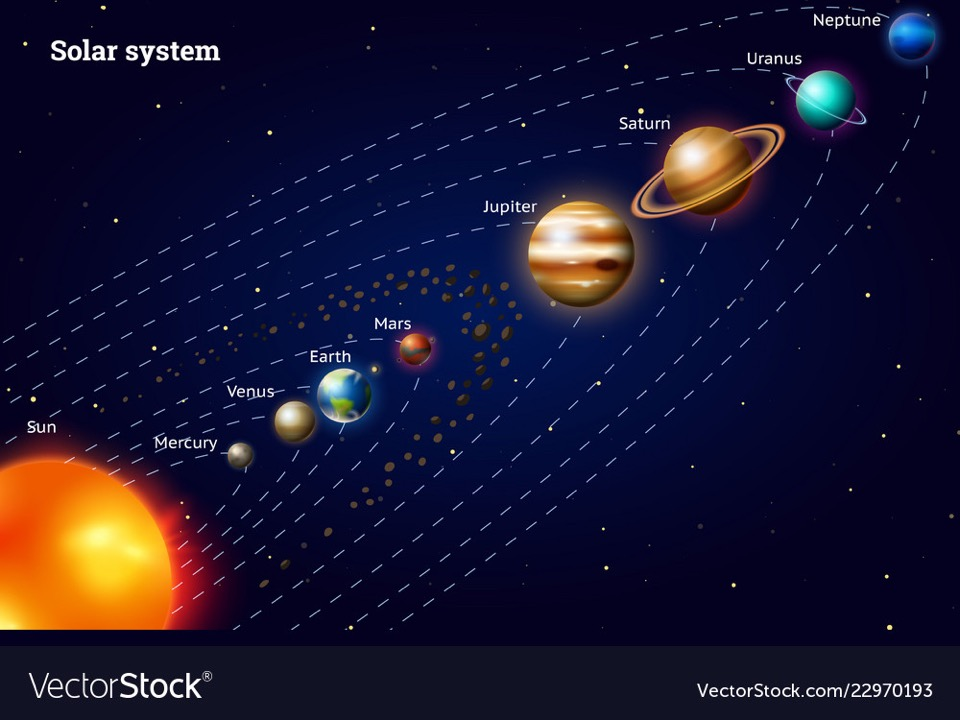 Solar system
Neptune
Uranus
Saturn
Jupiter
Mars
Earth
Venus
Mercury
Sun
VectorStock®
VectorStock.com/22970193